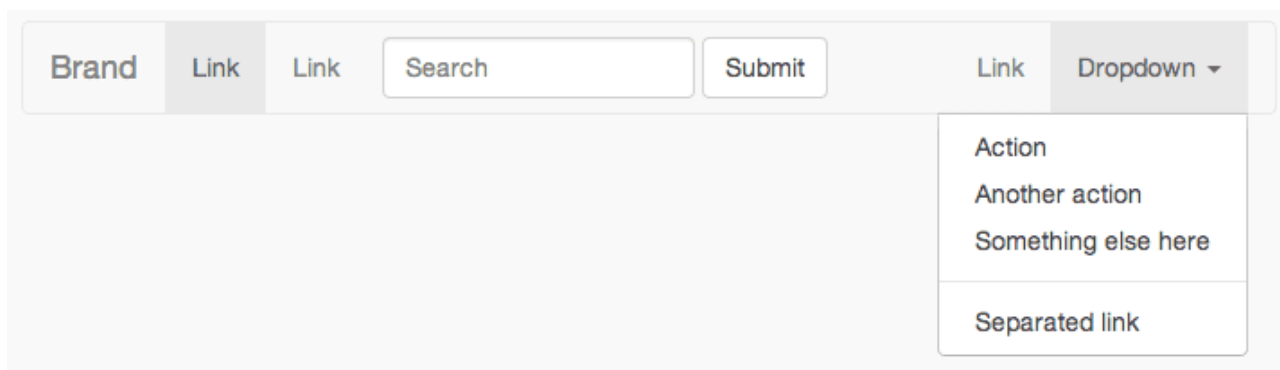 Brand Link Link Search Submit Link Dropdown
Action
Another action
Something else here
Separated link